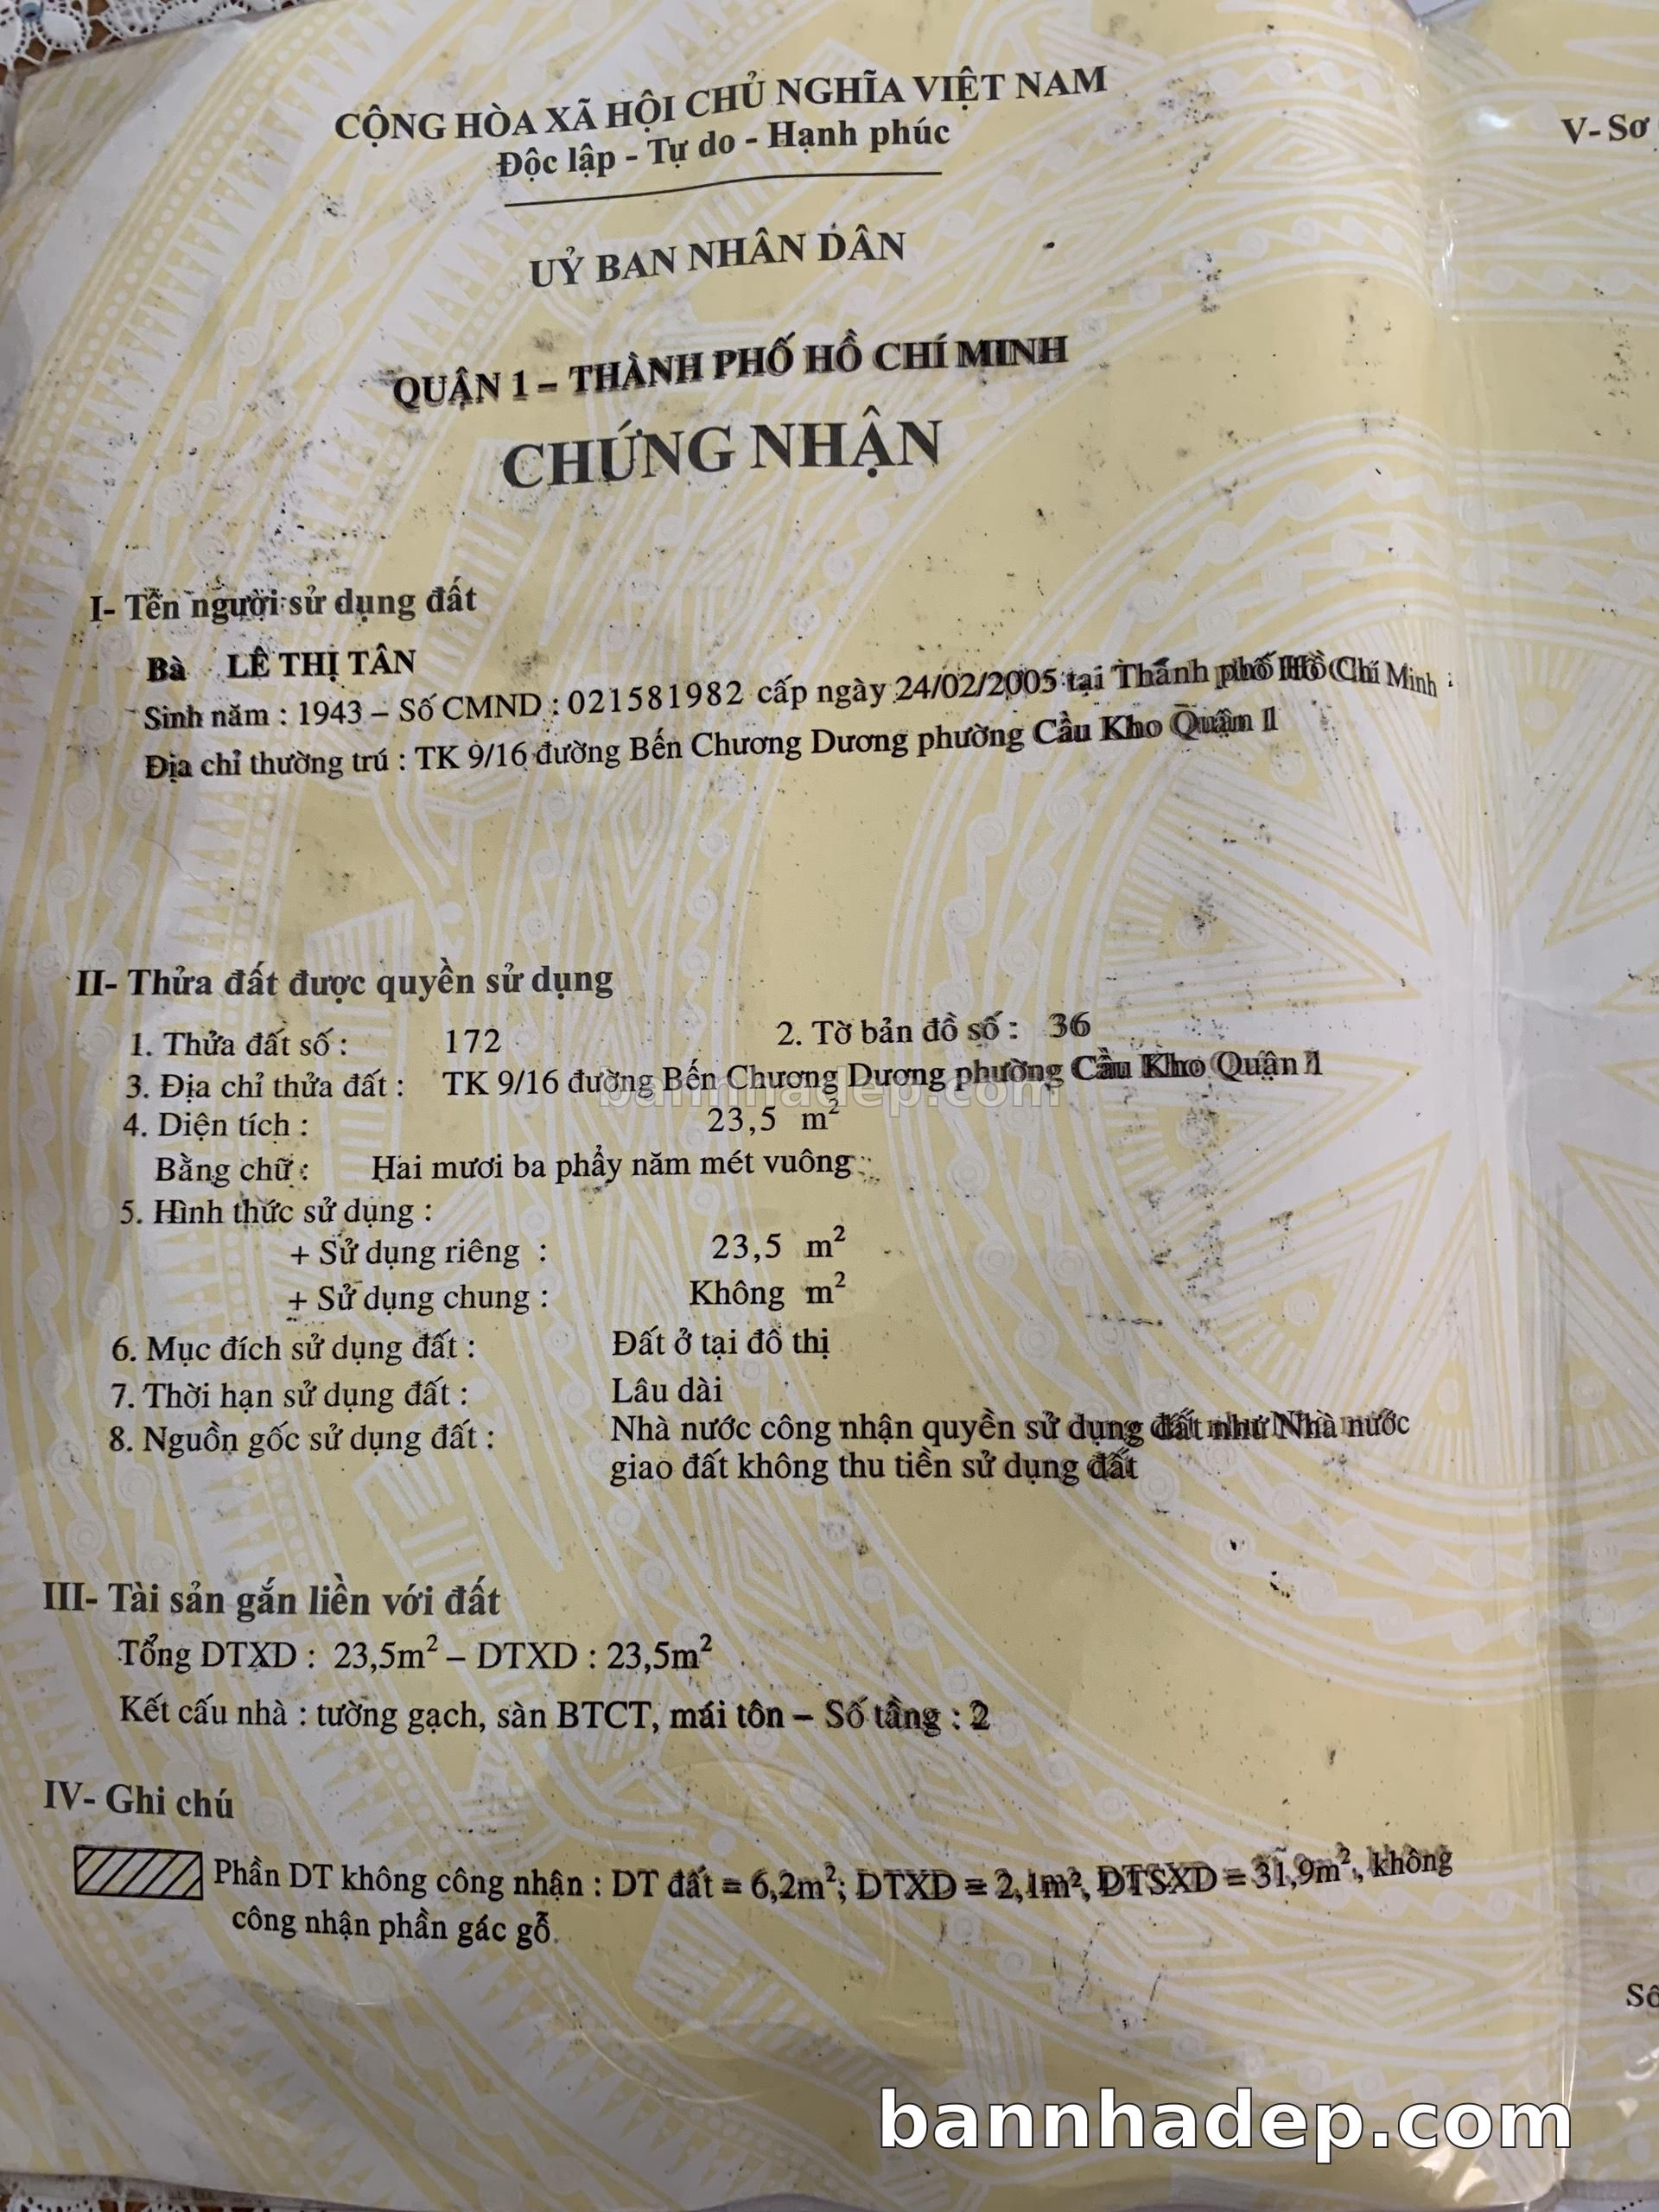 CỘNG HÒA XÃ HỘI CHỦ NGHĨA VIỆT NAM
Độc lập - Tự do - Hạnh phúc
V- Sơ
UỶ BAN NHÂN DÂN
QUẬN 1 – THÀNH PHỐ HỒ CHÍ MINH
CHỨNG NHẬN
I- Tên người sử dụng đất
Bà LÊ THỊ TÂN
Sinh năm : 1943 – Số CMND : 021581982 cấp ngày 24/02/2005 tại Thành phố Hồ Chí Minh
Địa chỉ thường trú : TK 9/16 đường Bến Chương Dương phường Cầu Kho Quận 1
II- Thửa đất được quyền sử dụng
1. Thửa đất số : 172 2. Tờ bản đồ số : 36
3. Địa chỉ thửa đất : TK 9/16 đường Bến Chương Dương phường Cầu Kho Quận 1
bannhadep.com
4. Diện tích : 23,5 m²
Bằng chữ : Hai mươi ba phẩy năm mét vuông
5. Hình thức sử dụng :
+ Sử dụng riêng : 23,5 m²
+ Sử dụng chung : Không m²
6. Mục đích sử dụng đất : Đất ở tại đô thị
7. Thời hạn sử dụng đất : Lâu dài
8. Nguồn gốc sử dụng đất : Nhà nước công nhận quyền sử dụng đất như Nhà nước
giao đất không thu tiền sử dụng đất
III- Tài sản gắn liền với đất
Tổng DTXD : 23,5m² – DTXD : 23,5m²
Kết cấu nhà : tường gạch, sàn BTCT, mái tôn – Số tầng : 2
IV- Ghi chú
Phần DT không công nhận : DT đất = 6,2m²; DTXD = 2,1m², DTSXD = 31,9m², không
công nhận phần gác gỗ.
Số
bannhadep.com